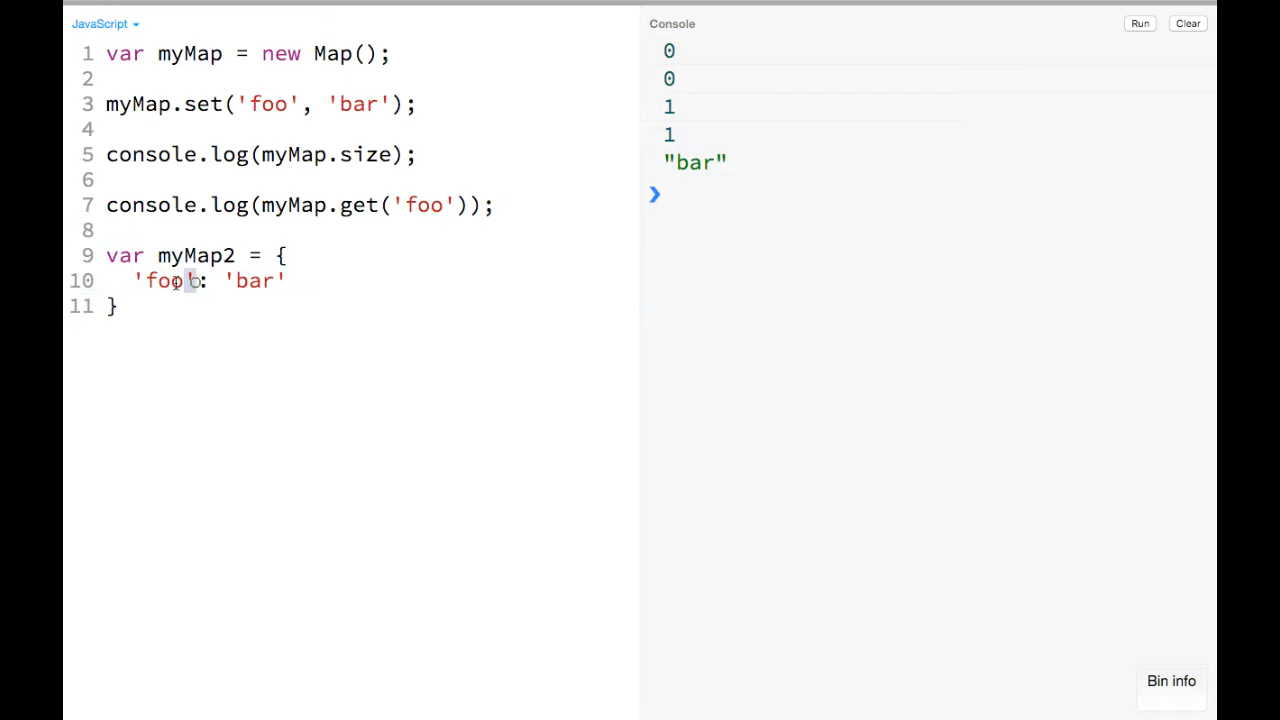 JavaScript
1 var myMap = new Map();
2
3 myMap.set('foo', 'bar');
4
5 console.log(myMap.size);
6
7 console.log(myMap.get('foo'));
8
9 var myMap2 = {
10 'foo': 'bar'
11 }
Console
Run
Clear
0
0
1
1
"bar"
Bin info